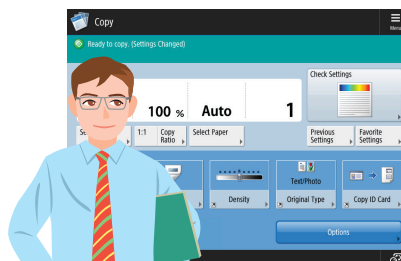 Copy
Menu
Ready to copy. (Settings Changed)
Check Settings
100 %
Auto
1
1:1
Copy
Ratio
Select Paper
Previous
Settings
Favorite
Settings
Density
Text/Photo
Original Type
Copy ID Card
Options